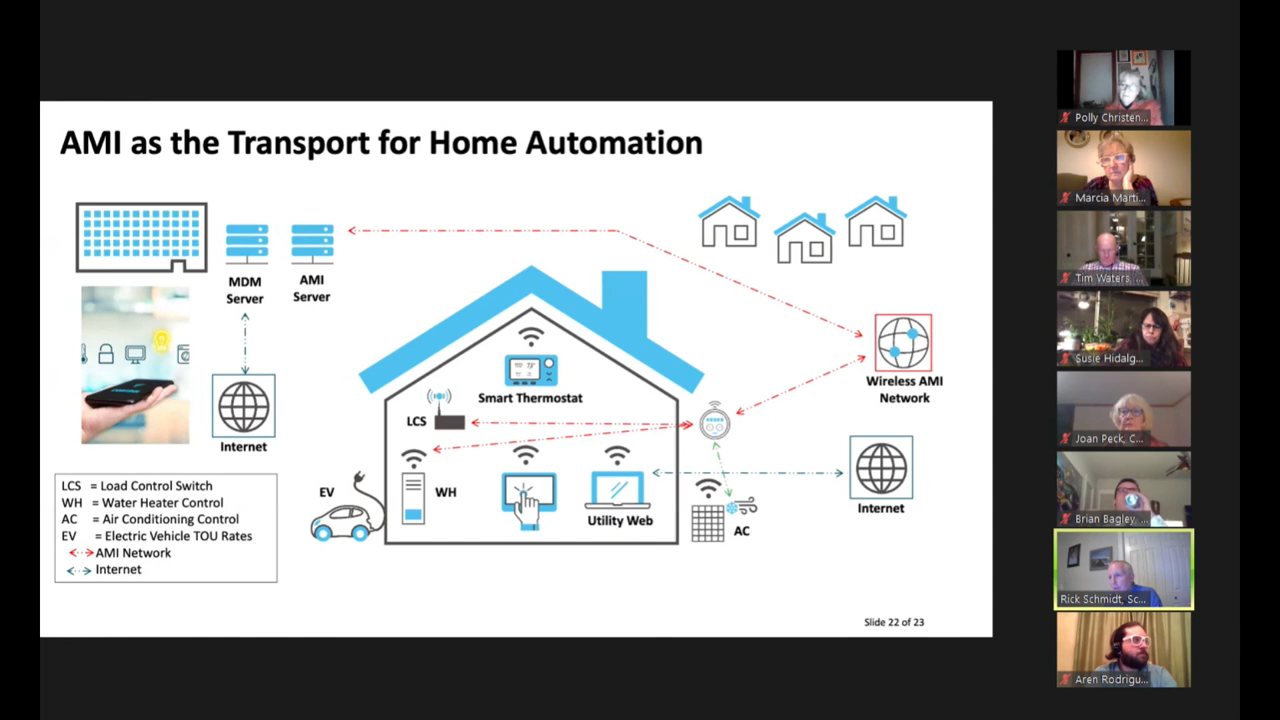 AMI as the Transport for Home Automation
MDM
Server
AMI
Server
Internet
Smart Thermostat
LCS
WH
EV
Utility Web
AC
Wireless AMI
Network
Internet
LCS = Load Control Switch
WH = Water Heater Control
AC = Air Conditioning Control
EV = Electric Vehicle TOU Rates
AMI Network
Internet
Slide 22 of 23
Polly Christen...
Marcia Marti...
Tim Waters, ...
Susie Hidalg...
Joan Peck, C...
Brian Bagley, ...
Rick Schmidt, Sc...
Aren Rodrigu...